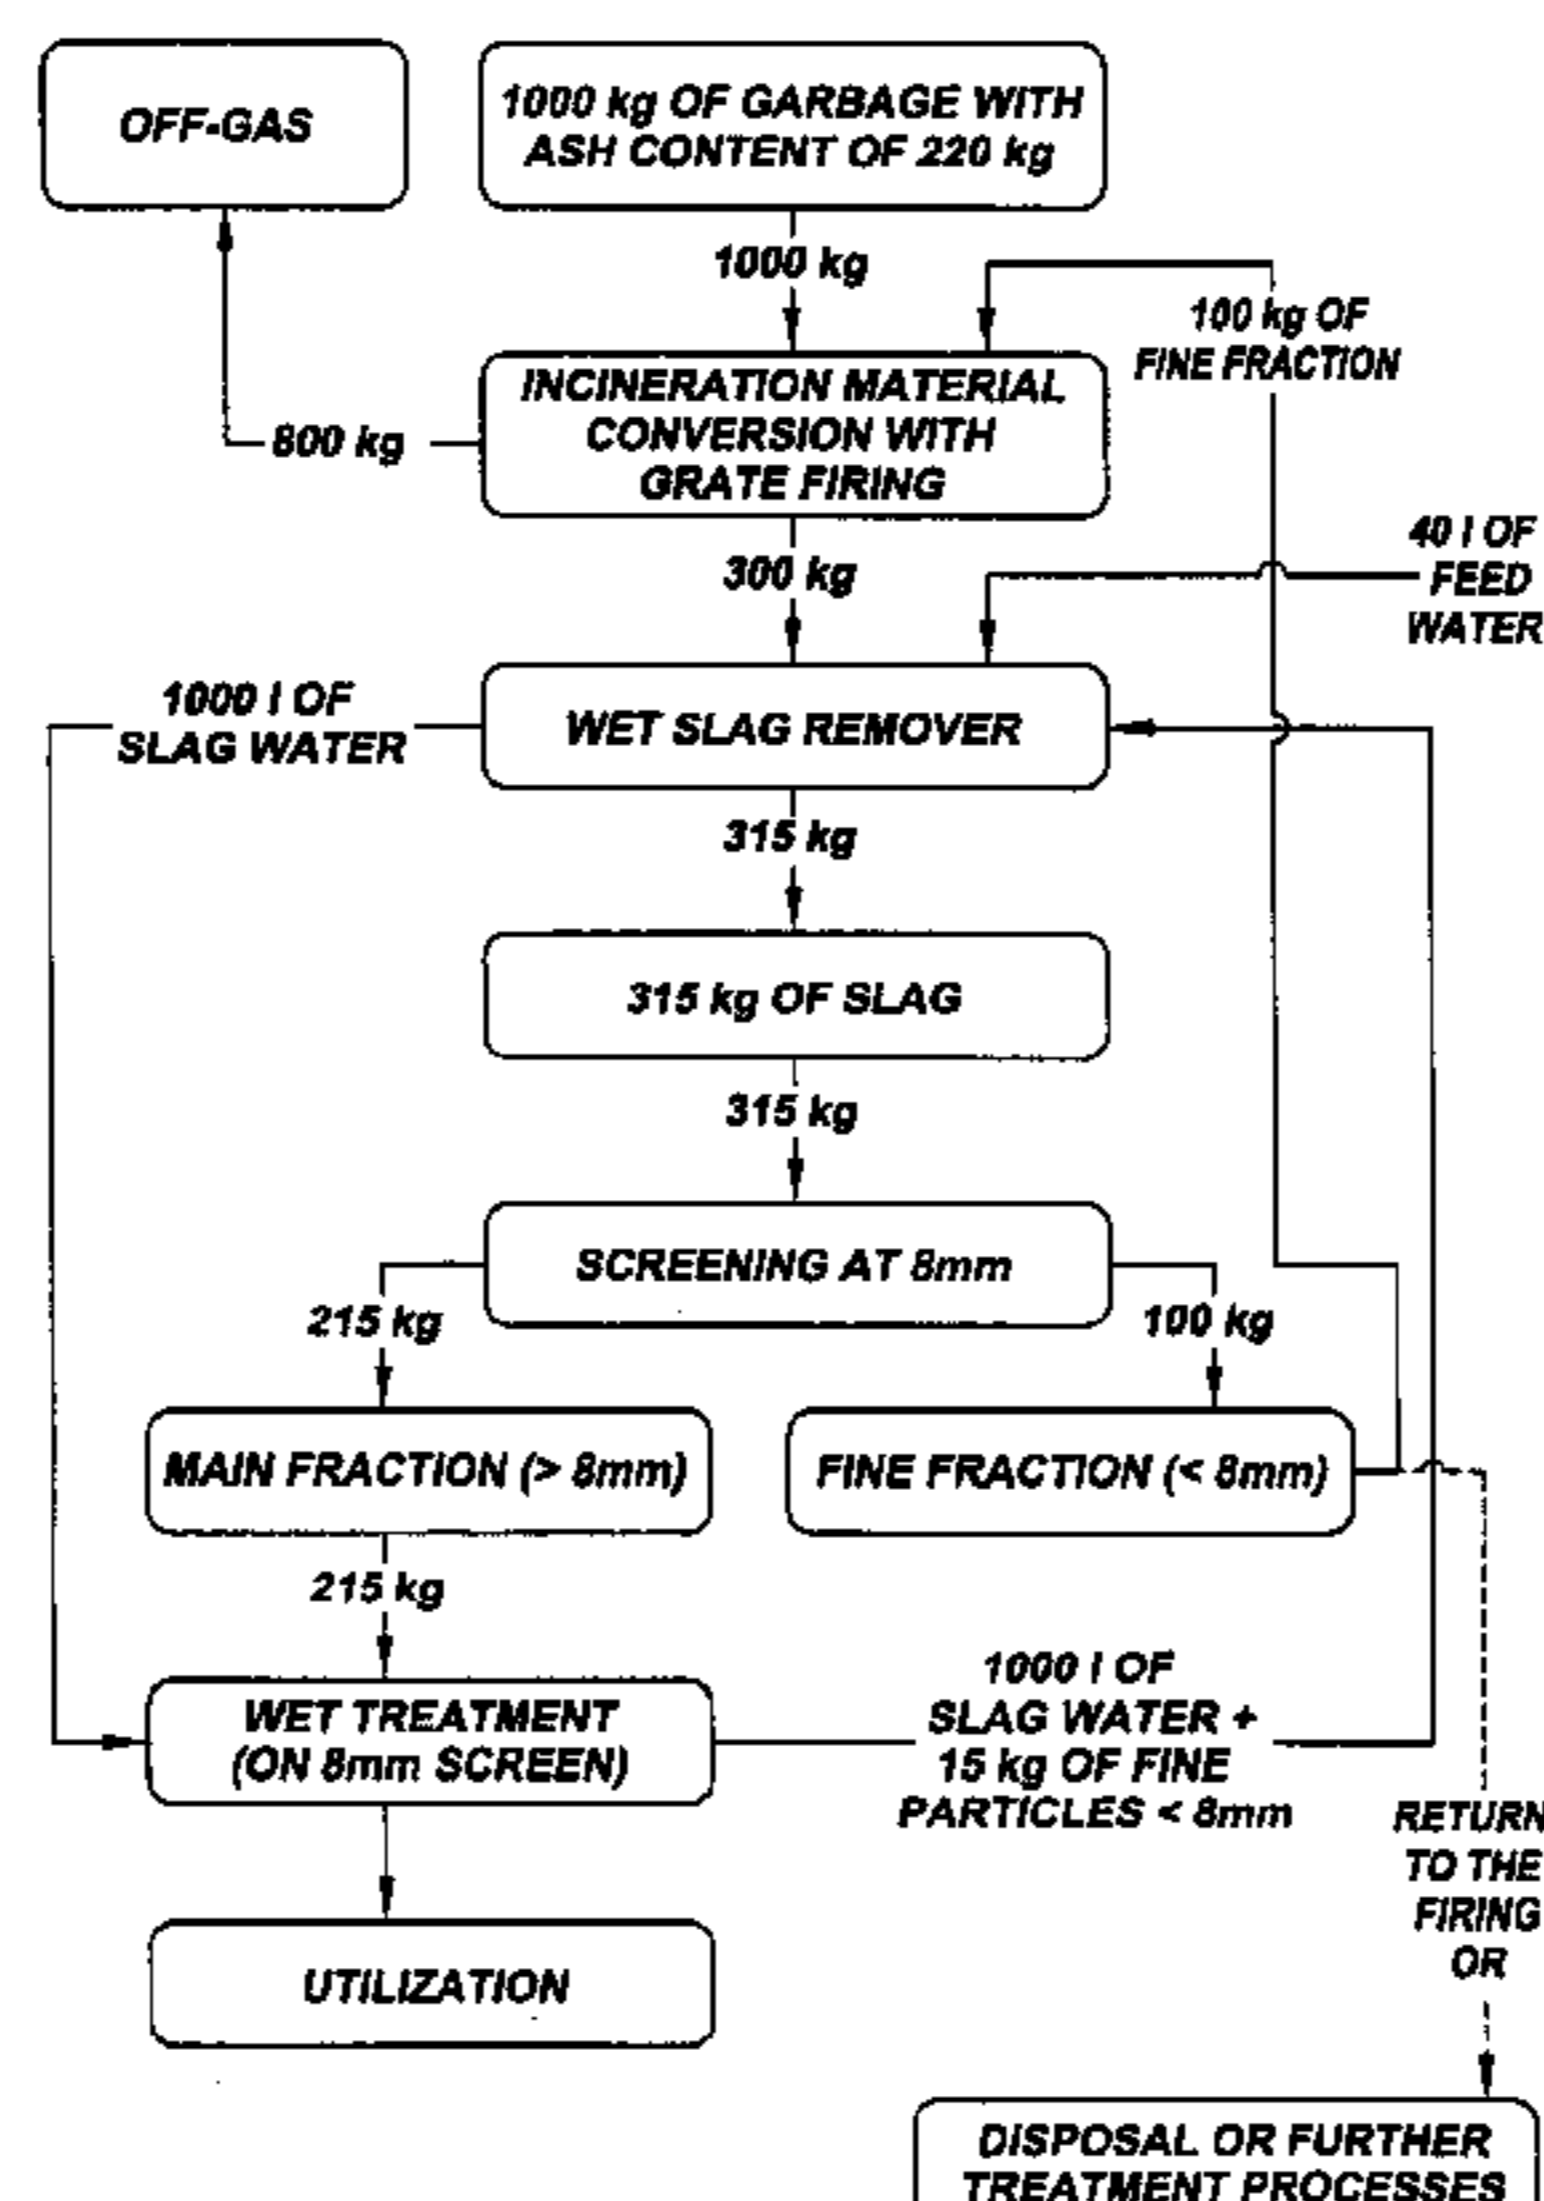 OFF-GAS
1000 kg OF GARBAGE WITH
ASH CONTENT OF 220 kg
1000 kg
100 kg OF
FINE FRACTION
INCINERATION MATERIAL
CONVERSION WITH
GRATE FIRING
800 kg
300 kg
40 l OF
FEED
WATER
1000 l OF
SLAG WATER
WET SLAG REMOVER
315 kg
315 kg OF SLAG
315 kg
SCREENING AT 8mm
215 kg
100 kg
MAIN FRACTION (> 8mm)
FINE FRACTION (< 8mm)
215 kg
WET TREATMENT
(ON 8mm SCREEN)
1000 l OF
SLAG WATER +
15 kg OF FINE
PARTICLES < 8mm
RETURN
TO THE
FIRING
OR
UTILIZATION
DISPOSAL OR FURTHER
TREATMENT PROCESSES